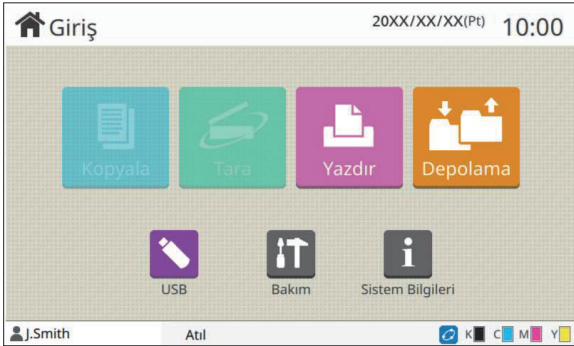 Giriş
20XX/XX/XX(Pt) 10:00
Kopyala Tara Yazdır Depolama
USB Bakım Sistem Bilgileri
J.Smith Atıl K C M Y